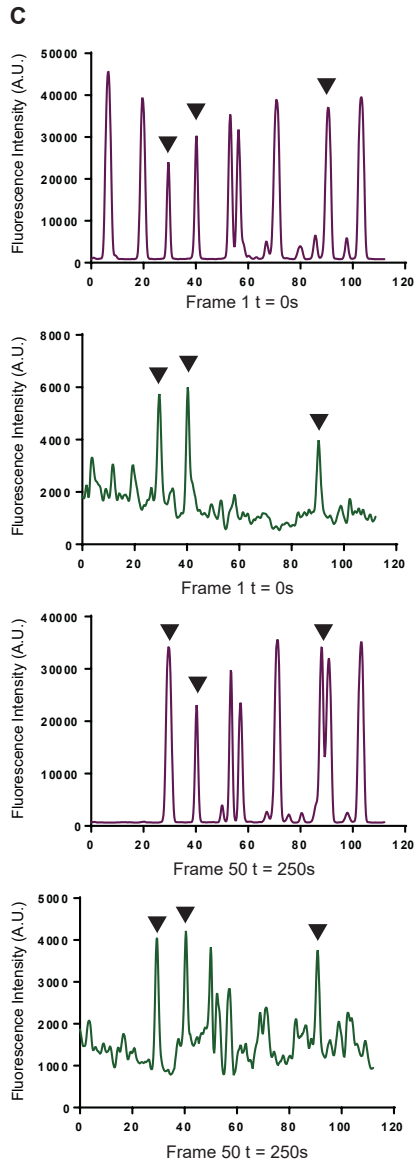 C
Fluorescence Intensity (A.U.)
50000
40000
30000
20000
10000
0
0 20 40 60 80 100 120
Frame 1 t = 0s
Fluorescence Intensity (A.U.)
8000
6000
4000
2000
0
0 20 40 60 80 100 120
Frame 1 t = 0s
Fluorescence Intensity (A.U.)
40000
30000
20000
10000
0
0 20 40 60 80 100 120
Frame 50 t = 250s
Fluorescence Intensity (A.U.)
5000
4000
3000
2000
1000
0
0 20 40 60 80 100 120
Frame 50 t = 250s